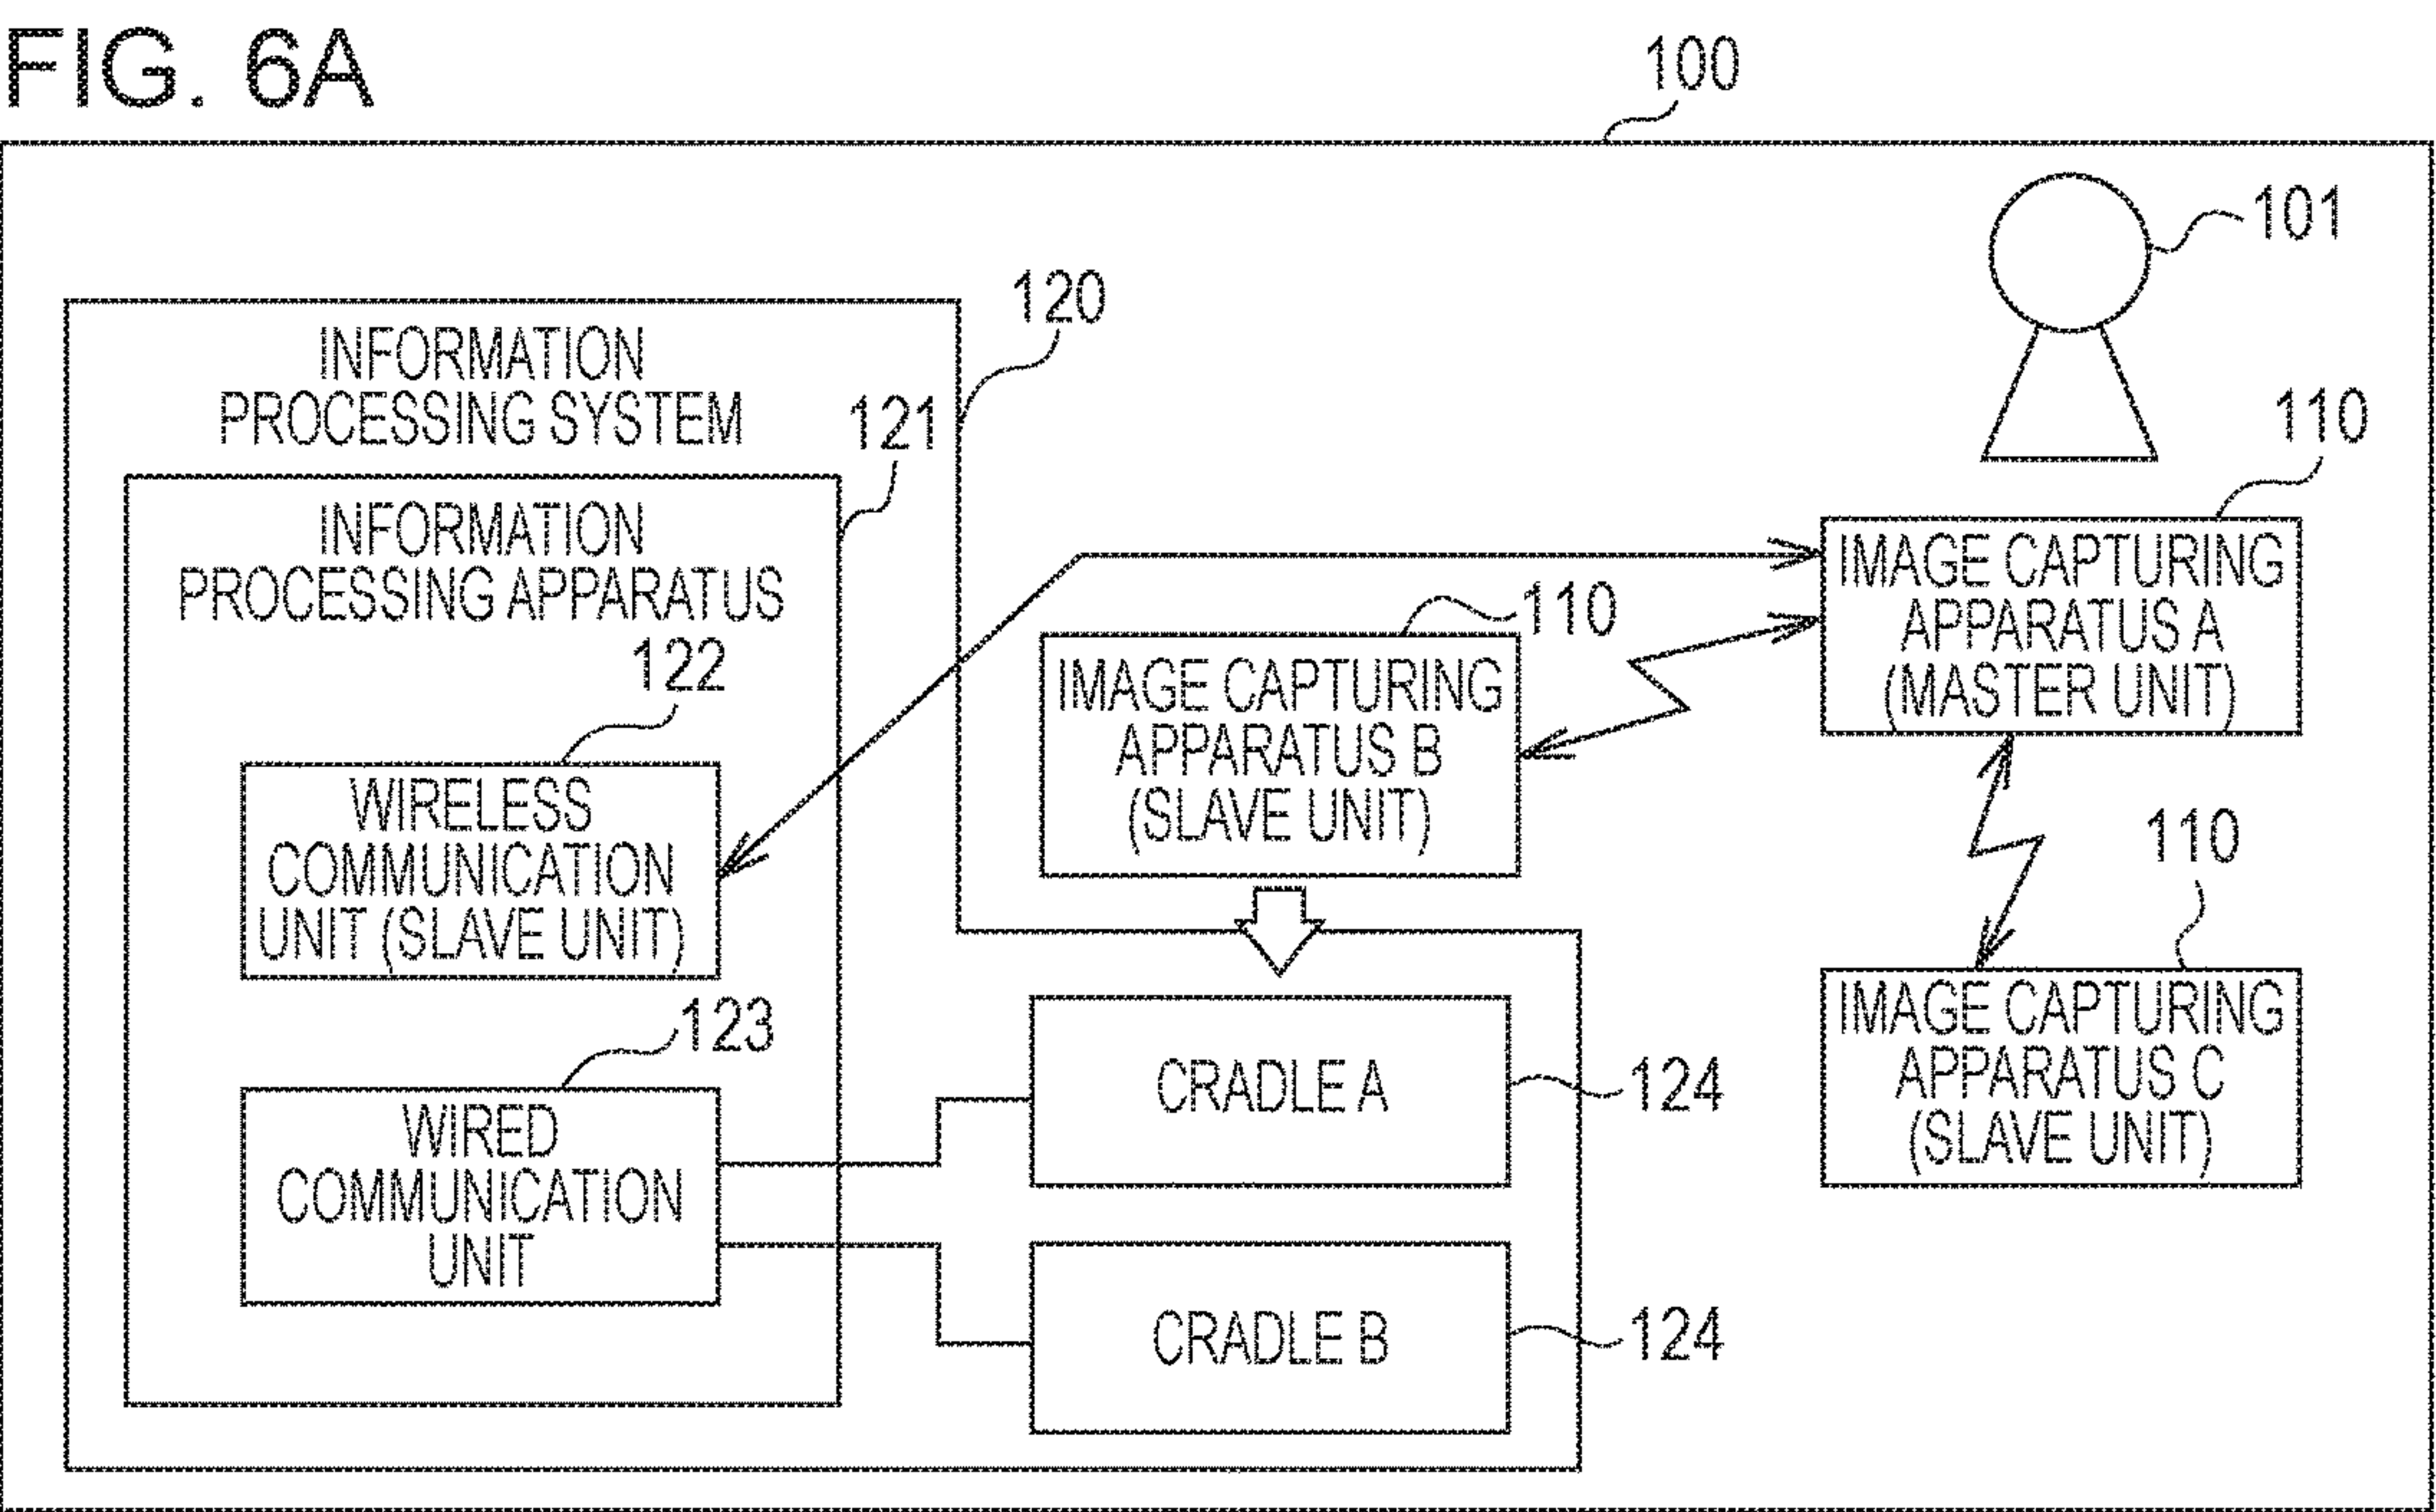 FIG. 6A
100
101
120
INFORMATION
PROCESSING SYSTEM
121
110
INFORMATION
PROCESSING APPARATUS
IMAGE CAPTURING
APPARATUS A
(MASTER UNIT)
110
IMAGE CAPTURING
APPARATUS B
(SLAVE UNIT)
122
WIRELESS
COMMUNICATION
UNIT (SLAVE UNIT)
110
IMAGE CAPTURING
APPARATUS C
(SLAVE UNIT)
123
WIRED
COMMUNICATION
UNIT
CRADLE A
124
CRADLE B
124